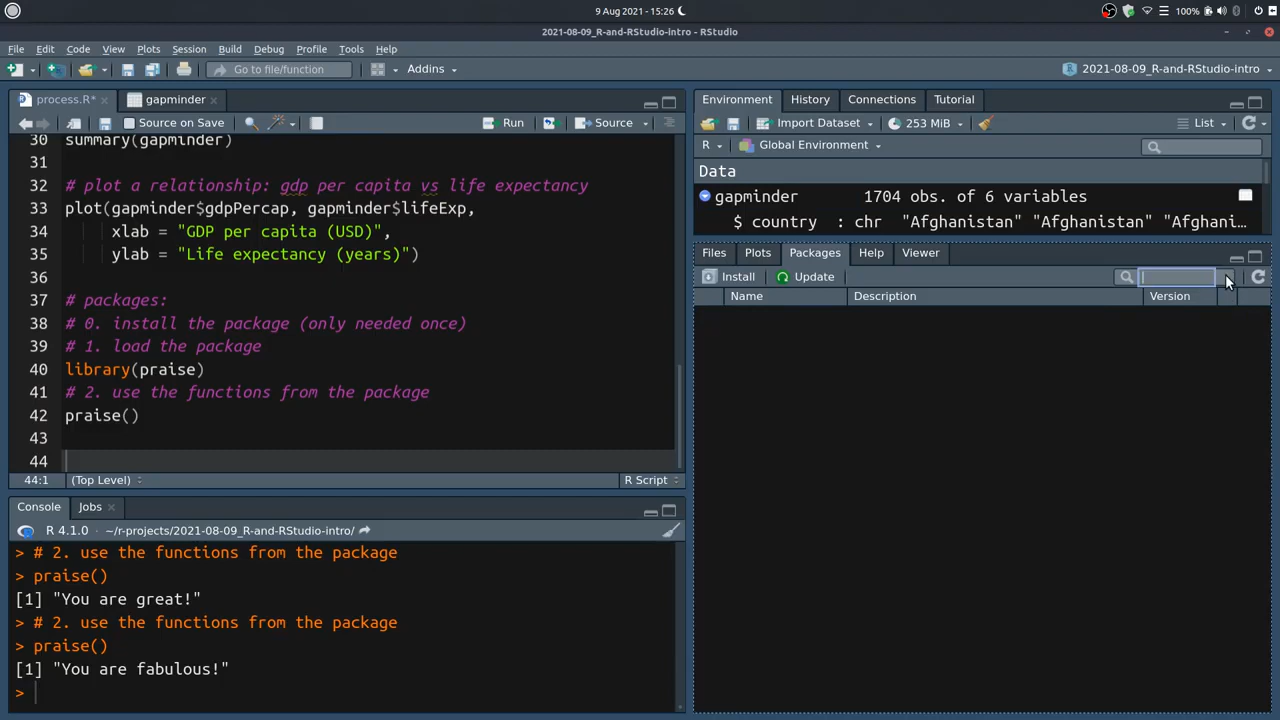 9 Aug 2021 • 15:26
100%
2021-08-09_R-and-RStudio-intro - RStudio
File Edit Code View Plots Session Build Debug Profile Tools Help
Go to file/function
Addins
2021-08-09_R-and-RStudio-intro
process.R*
gapminder
Source on Save
Run
Source
30 summary(gapminder)
31
32 # plot a relationship: gdp per capita vs life expectancy
33 plot(gapminder$gdpPercap, gapminder$lifeExp,
34 xlab = "GDP per capita (USD)",
35 ylab = "Life expectancy (years)")
36
37 # packages:
38 # 0. install the package (only needed once)
39 # 1. load the package
40 library(praise)
41 # 2. use the functions from the package
42 praise()
43
44
44:1 (Top Level) R Script
Console Jobs
R 4.1.0 · ~/r-projects/2021-08-09_R-and-RStudio-intro/
> # 2. use the functions from the package
> praise()
[1] "You are great!"
> # 2. use the functions from the package
> praise()
[1] "You are fabulous!"
>
Environment History Connections Tutorial
Import Dataset 253 MiB List
R Global Environment
Data
gapminder 1704 obs. of 6 variables
$ country : chr "Afghanistan" "Afghanistan" "Afghani…
Files Plots Packages Help Viewer
Install Update
Name Description Version